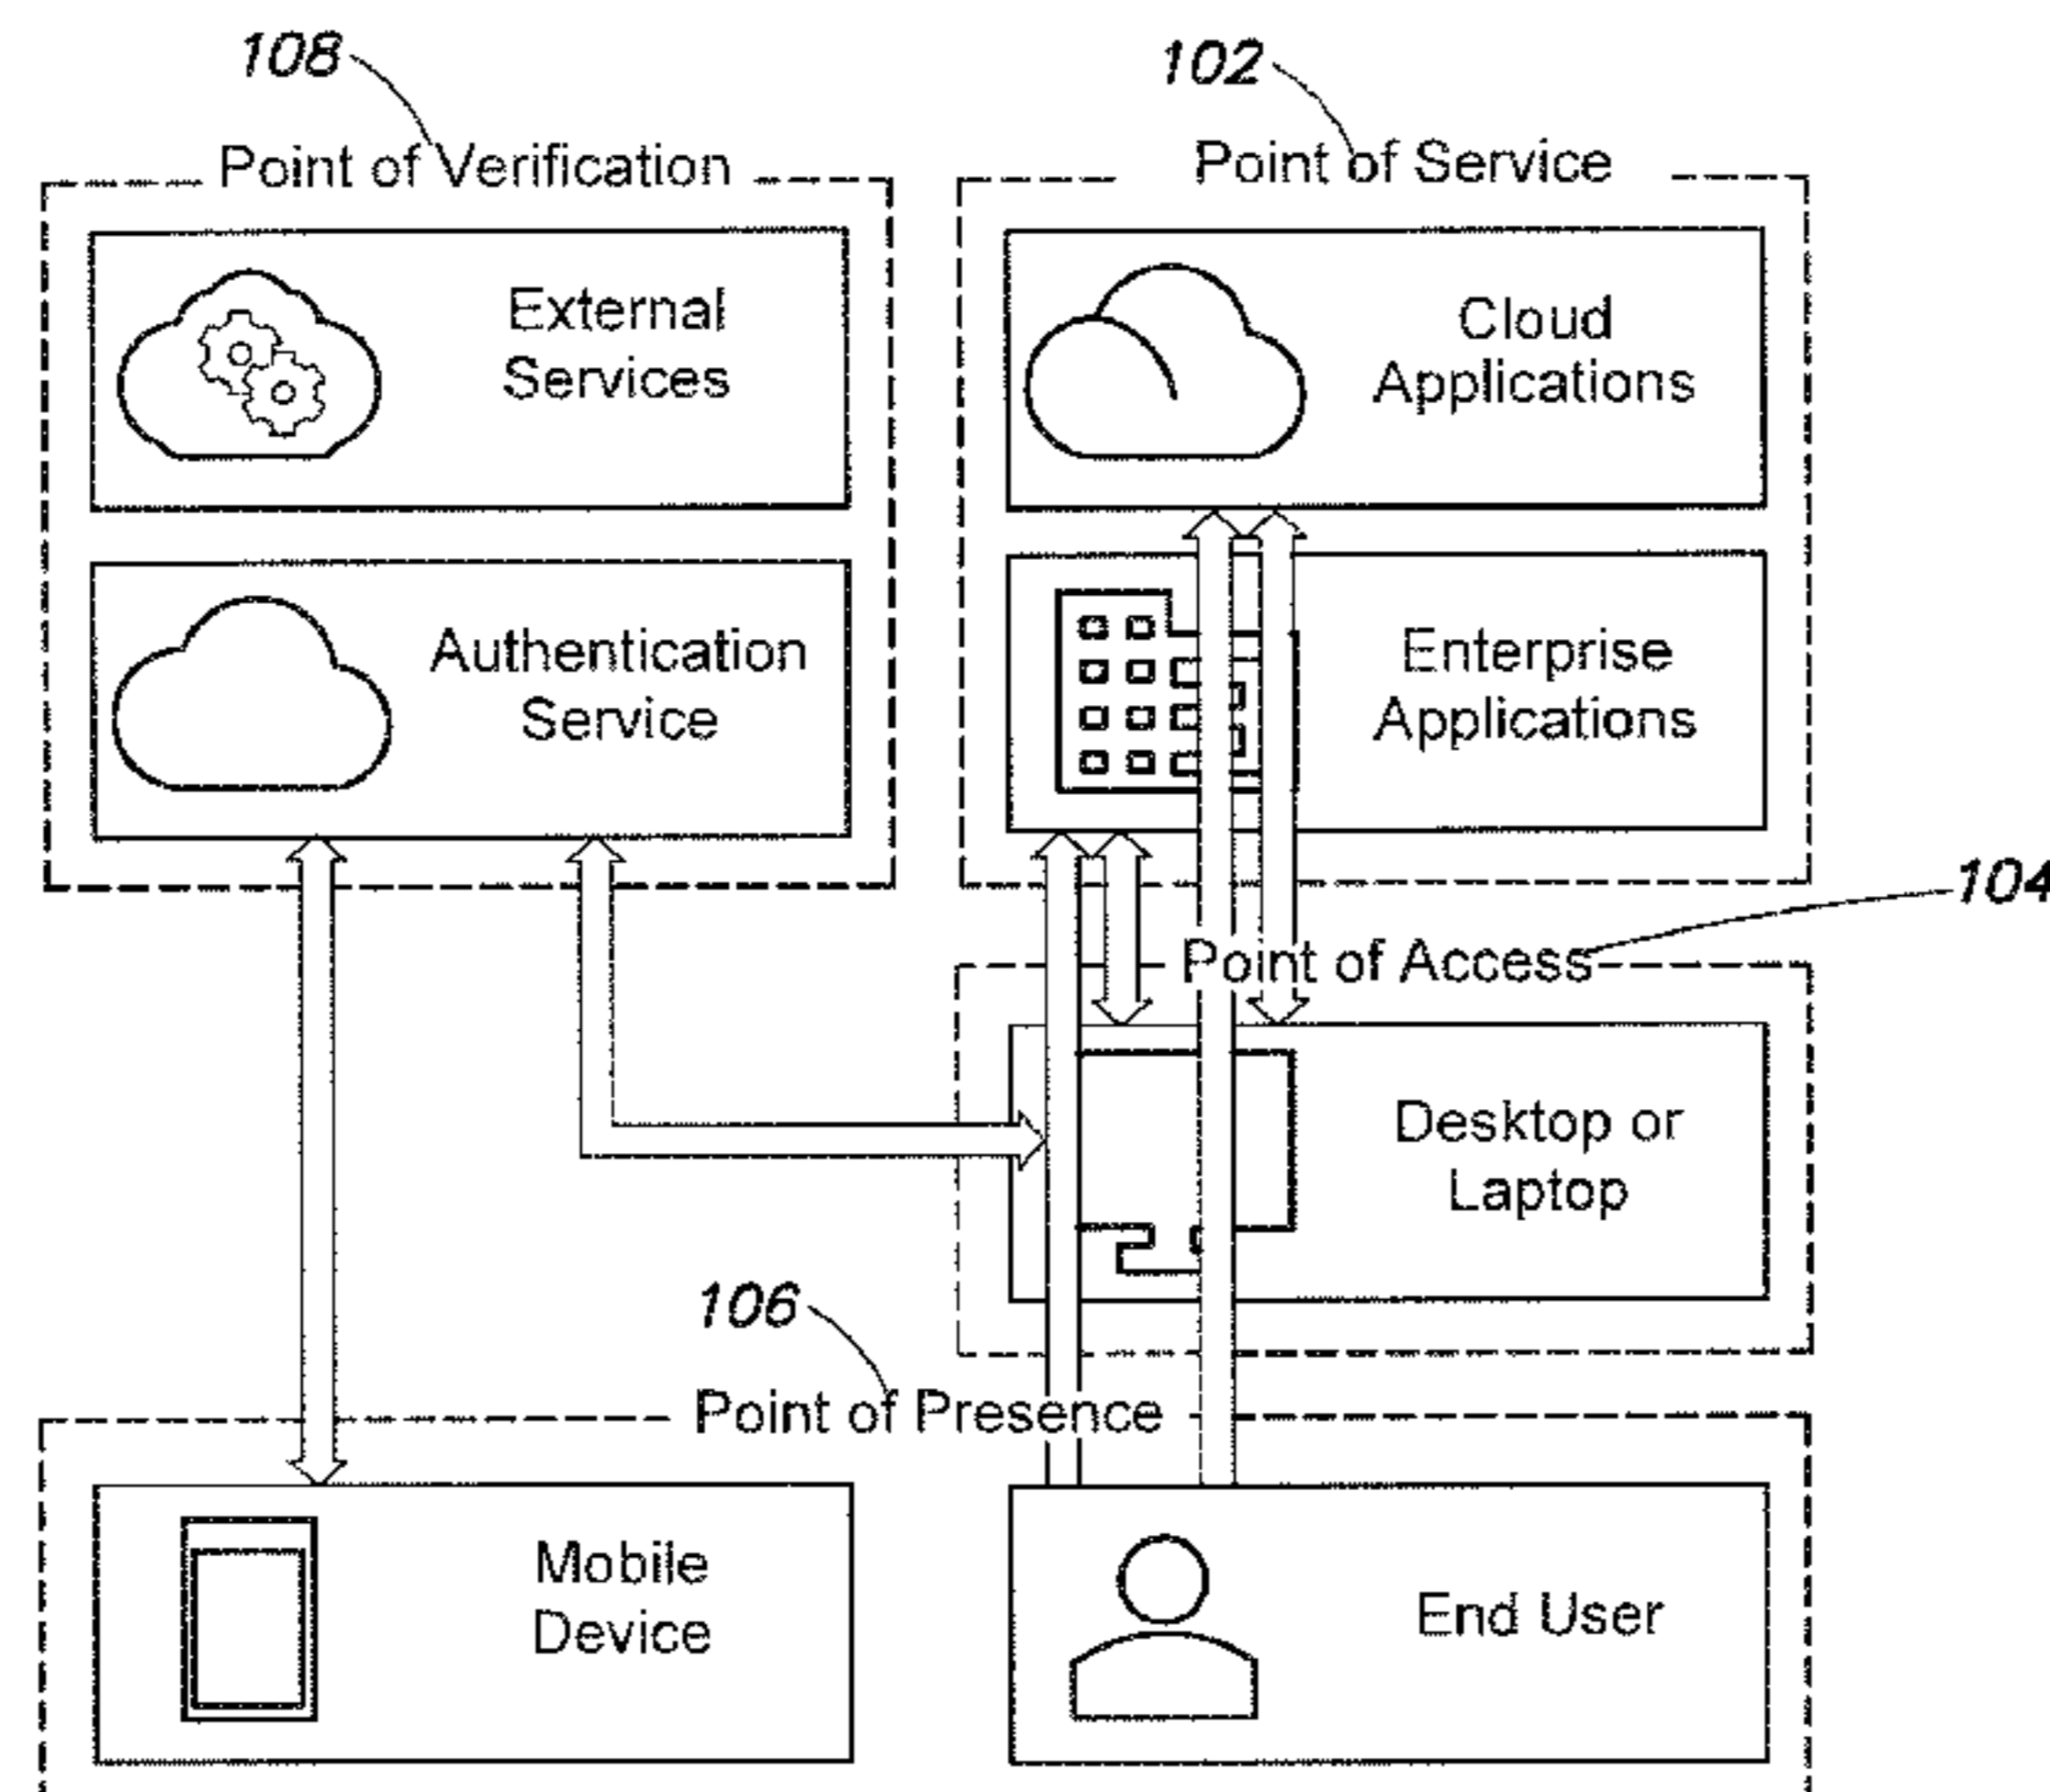 108
102
Point of Verification
Point of Service
External
Services
Cloud
Applications
Authentication
Service
Enterprise
Applications
104
Point of Access
Desktop or
Laptop
106
Point of Presence
Mobile
Device
End User